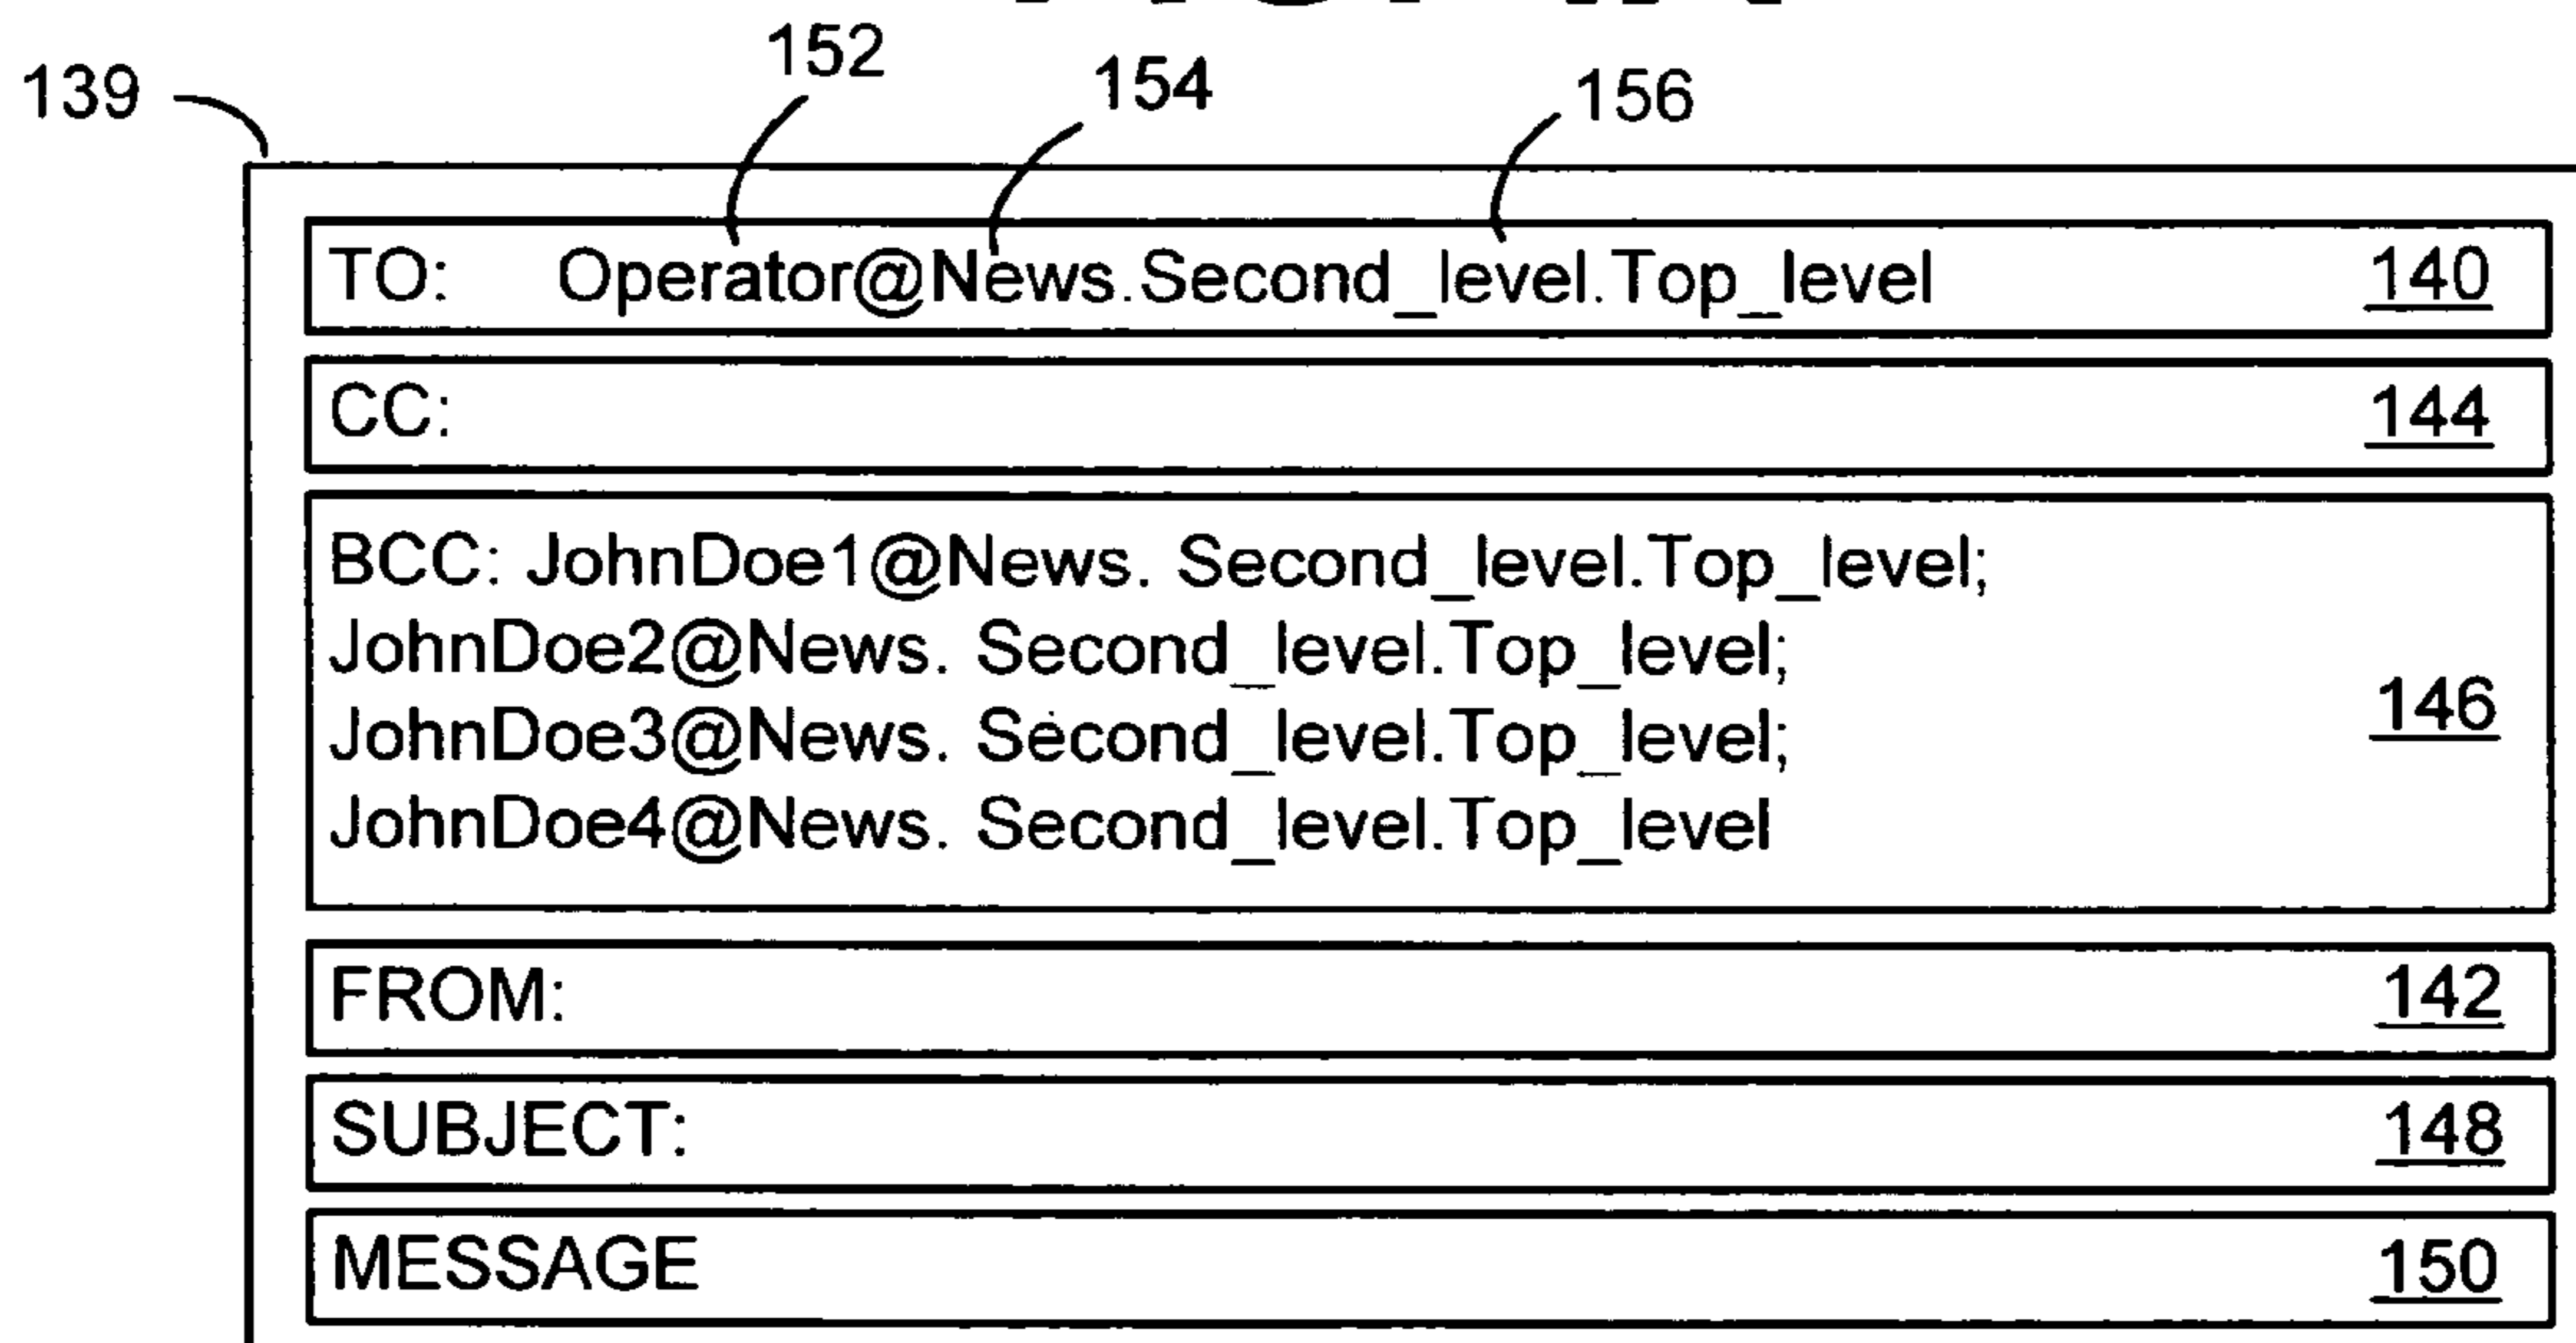 152
154
156
139
TO: Operator@News.Second_level.Top_level 140
CC: 144
BCC: JohnDoe1@News. Second_level.Top_level;
JohnDoe2@News. Second_level.Top_level;
JohnDoe3@News. Second_level.Top_level;
JohnDoe4@News. Second_level.Top_level
146
FROM: 142
SUBJECT: 148
MESSAGE 150